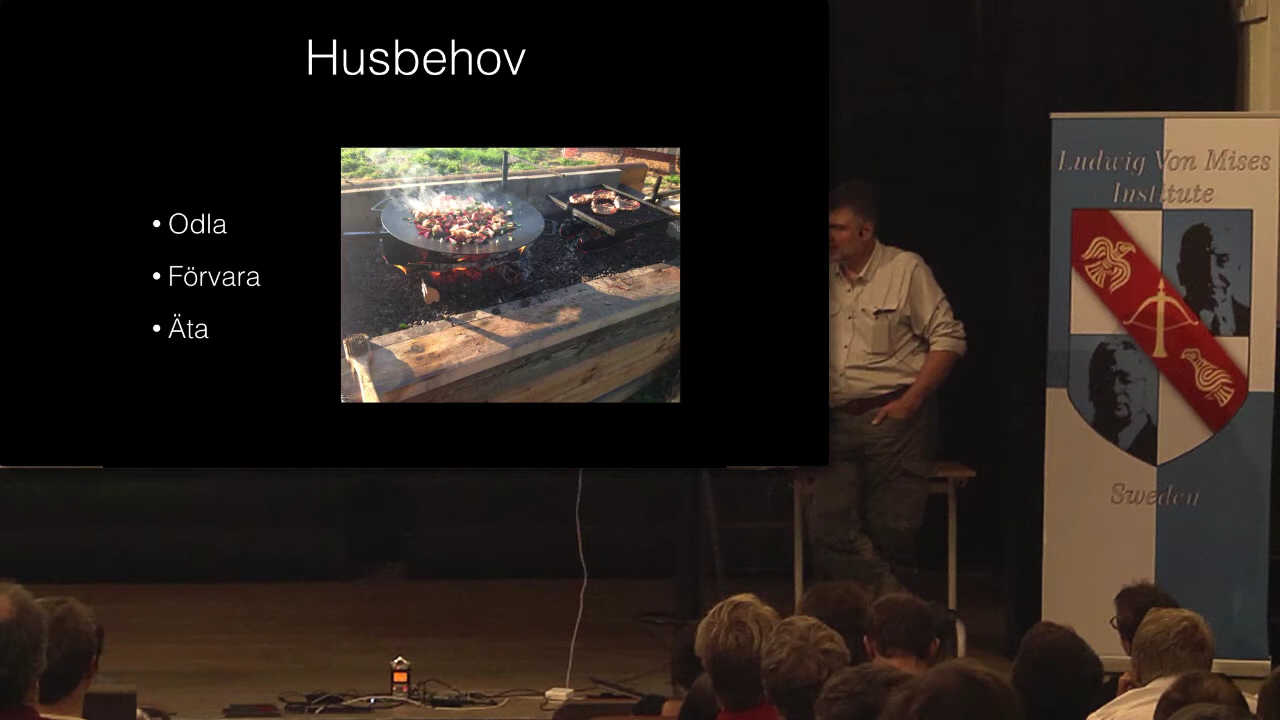 Husbehov
• Odla
• Förvara
• Äta
Ludwig Von Mises
Institute
Sweden